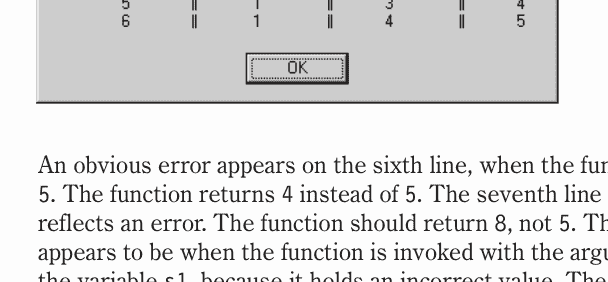 5 || 1 || 3 || 4
6 || 1 || 4 || 5
OK
An obvious error appears on the sixth line, when the fun
5. The function returns 4 instead of 5. The seventh line
reflects an error. The function should return 8, not 5. Th
appears to be when the function is invoked with the argu
the variable s1, because it holds an incorrect value. The